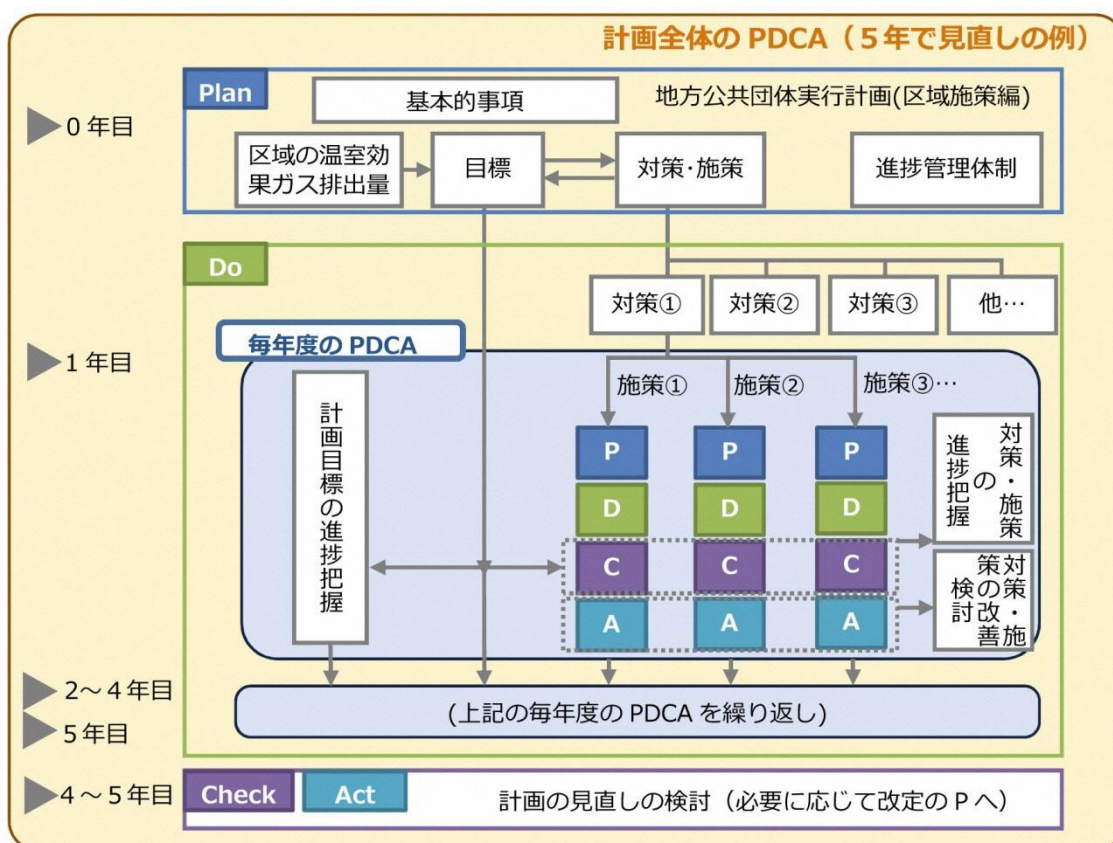 計画全体の PDCA（５年で見直しの例）
Plan
基本的事項
地方公共団体実行計画(区域施策編)
０年目
区域の温室効
果ガス排出量
目標
対策･施策
進捗管理体制
Do
対策①
対策②
対策③
他…
毎年度の PDCA
１年目
施策①
施策②
施策③…
計画目標の進捗把握
P
P
P
D
D
D
C
C
C
A
A
A
対策・施策
の
進捗把握
対策・施
策の改善
検討
２～４年目
５年目
(上記の毎年度の PDCA を繰り返し)
４～５年目
Check
Act
計画の見直しの検討（必要に応じて改定の P へ）